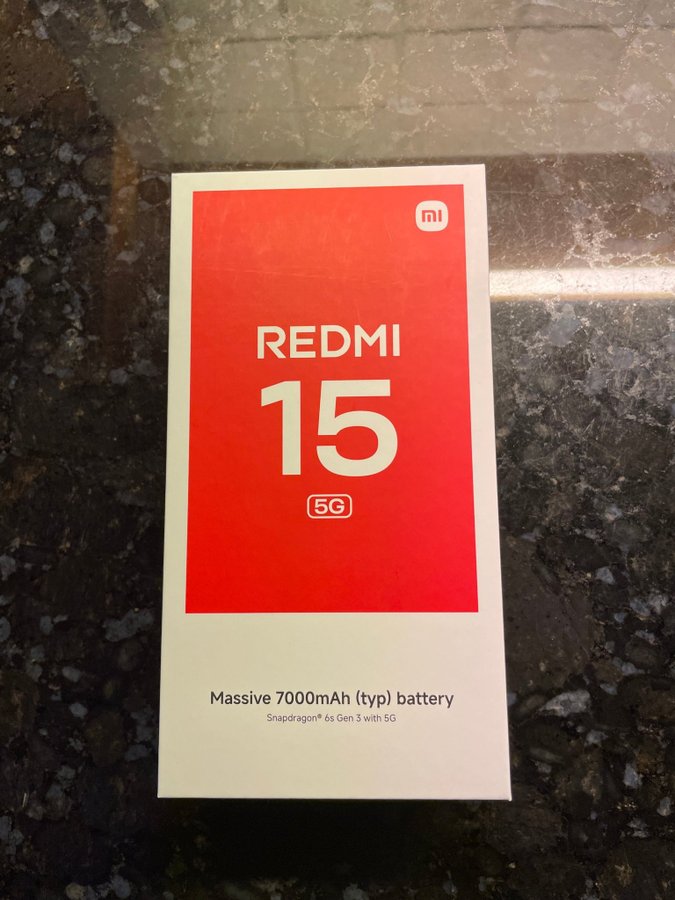 mi
REDMI
15
5G
Massive 7000mAh (typ) battery
Snapdragon® 6s Gen 3 with 5G